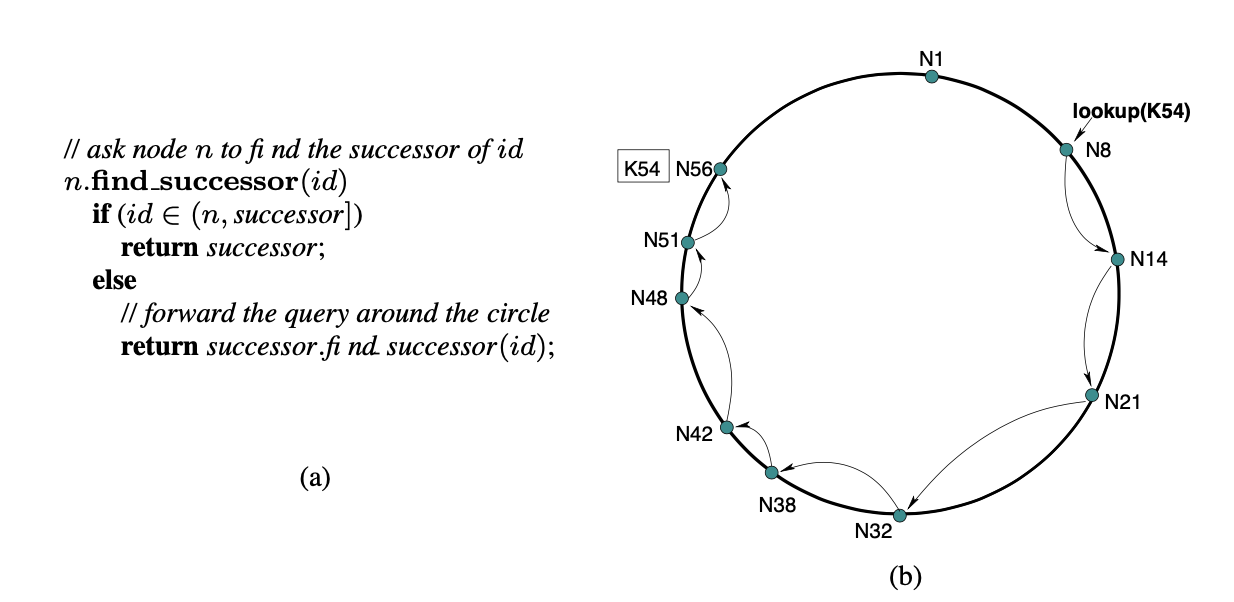 // ask node n to find the successor of id
n.find_successor(id)
if (id ∈ (n, successor])
return successor;
else
// forward the query around the circle
return successor.find_successor(id);
(a)
N1
lookup(K54)
N8
K54 N56
N51
N14
N48
N21
N42
N38
N32
(b)